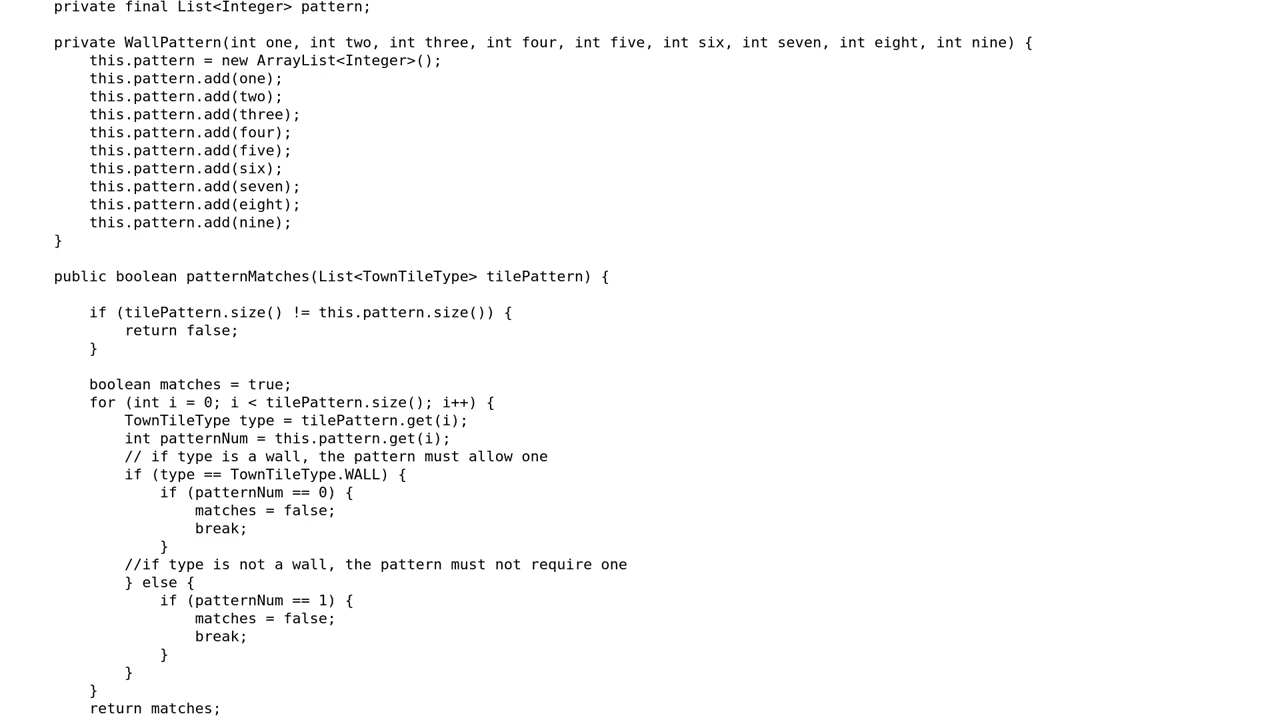 private final List<Integer> pattern;
private WallPattern(int one, int two, int three, int four, int five, int six, int seven, int eight, int nine) {
this.pattern = new ArrayList<Integer>();
this.pattern.add(one);
this.pattern.add(two);
this.pattern.add(three);
this.pattern.add(four);
this.pattern.add(five);
this.pattern.add(six);
this.pattern.add(seven);
this.pattern.add(eight);
this.pattern.add(nine);
}
public boolean patternMatches(List<TownTileType> tilePattern) {
if (tilePattern.size() != this.pattern.size()) {
return false;
}
boolean matches = true;
for (int i = 0; i < tilePattern.size(); i++) {
TownTileType type = tilePattern.get(i);
int patternNum = this.pattern.get(i);
// if type is a wall, the pattern must allow one
if (type == TownTileType.WALL) {
if (patternNum == 0) {
matches = false;
break;
}
//if type is not a wall, the pattern must not require one
} else {
if (patternNum == 1) {
matches = false;
break;
}
}
}
return matches;